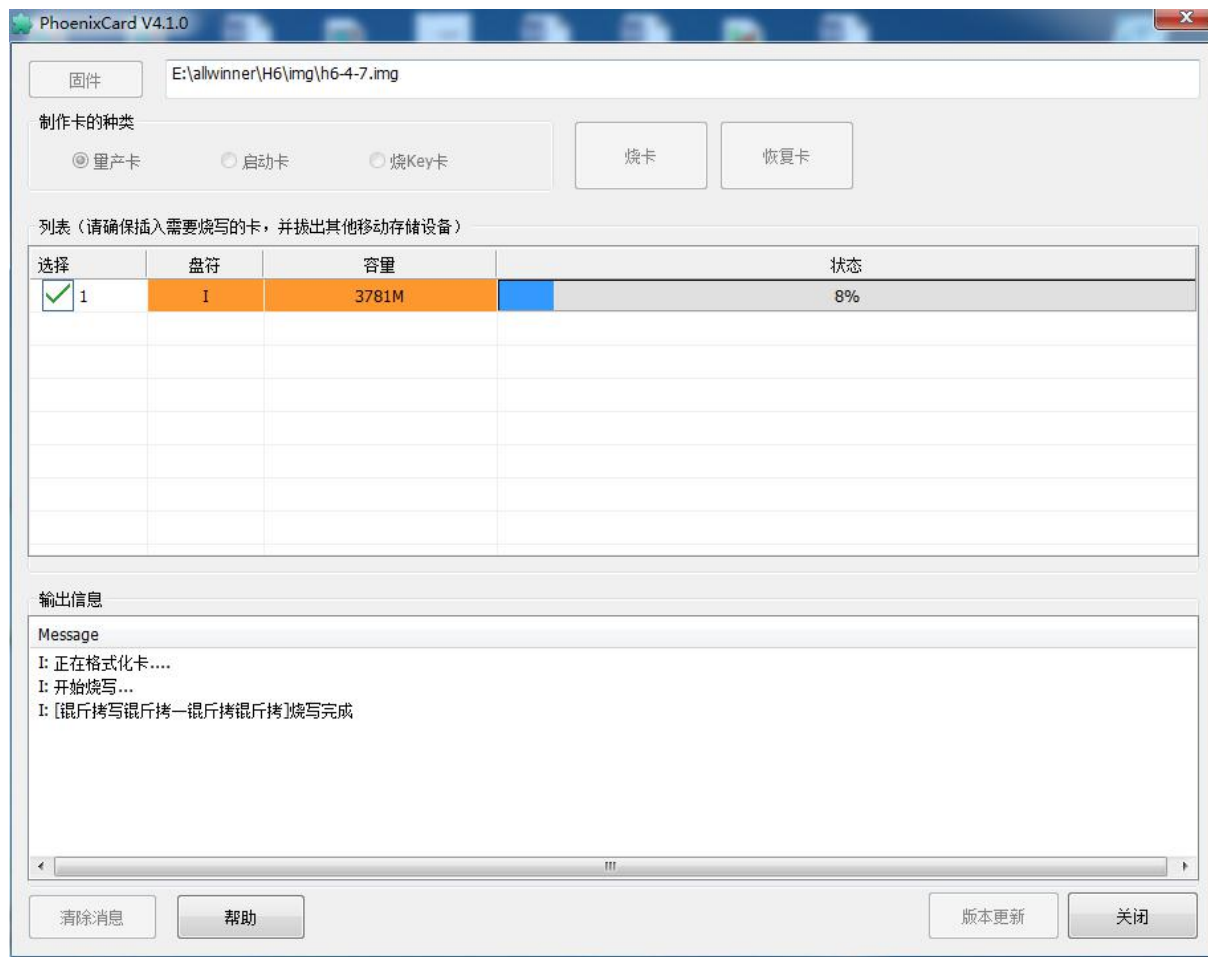 PhoenixCard V4.1.0
固件 E:\allwinner\H6\img\h6-4-7.img
制作卡的种类
量产卡 启动卡 烧Key卡 烧卡 恢复卡
列表（请确保插入需要烧写的卡，并拔出其他移动存储设备）
选择 盘符 容量 状态
1 I 3781M 8%
输出信息
Message
I: 正在格式化卡....
I: 开始烧写...
I: [锟斤拷写锟斤拷一锟斤拷锟斤拷]烧写完成
清除消息 帮助 版本更新 关闭